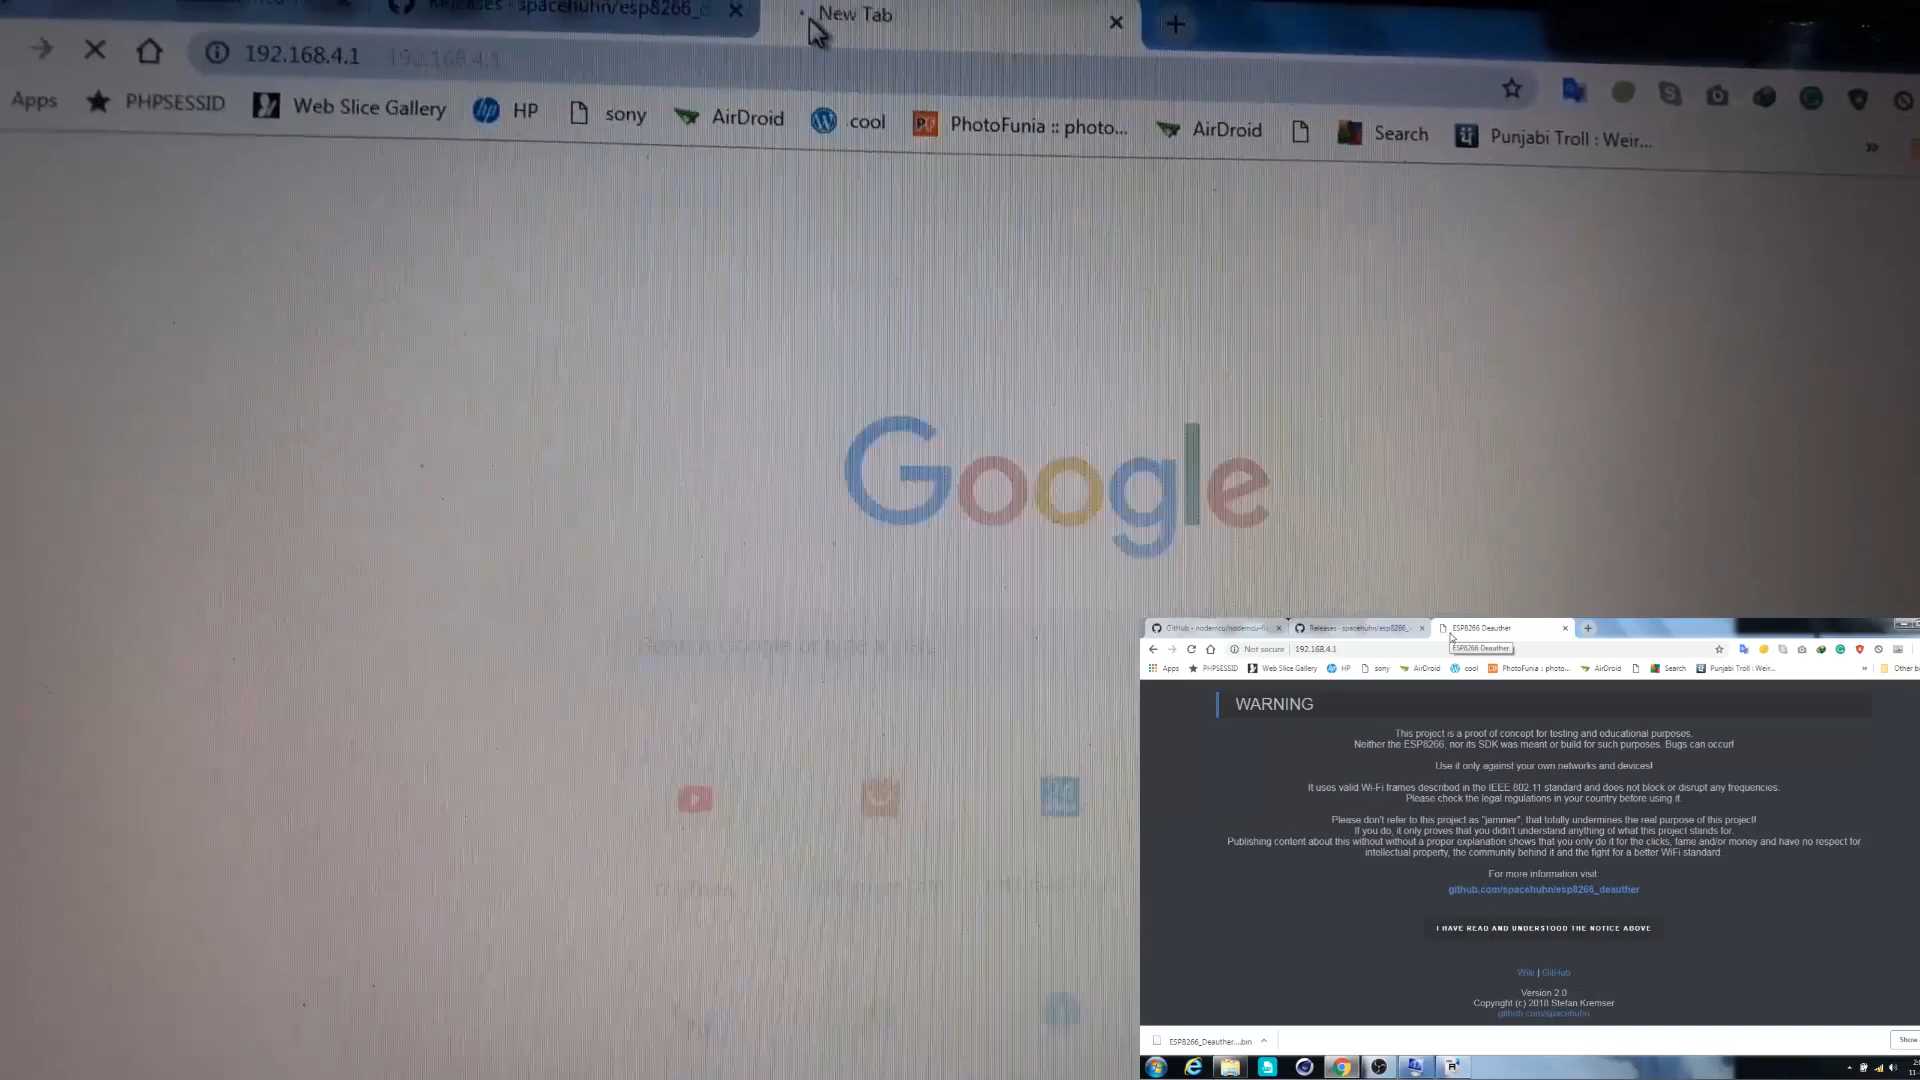 Releases - spacehuhn/esp8266_d
New Tab
192.168.4.1 192.168.4.1
Apps PHPSESSID Web Slice Gallery HP sony AirDroid cool PhotoFunia :: photo... AirDroid Search Punjabi Troll : Weir... »
Google
GitHub - nodemcu/nodemcu-fl
Releases · spacehuhn/esp8266_
ESP8266 Deauther
Not secure 192.168.4.1
ESP8266 Deauther
Apps PHPSESSID Web Slice Gallery HP sony AirDroid cool PhotoFunia :: photo... AirDroid Search Punjabi Troll : Weir... » Other b
WARNING
This project is a proof of concept for testing and educational purposes.
Neither the ESP8266, nor its SDK was meant or build for such purposes. Bugs can occur!
Use it only against your own networks and devices!
It uses valid Wi-Fi frames described in the IEEE 802.11 standard and does not block or disrupt any frequencies.
Please check the legal regulations in your country before using it.
Please don't refer to this project as "jammer", that totally undermines the real purpose of this project!
If you do, it only proves that you didn't understand anything of what this project stands for.
Publishing content about this without without a proper explanation shows that you only do it for the clicks, fame and/or money and have no respect for
intellectual property, the community behind it and the fight for a better WiFi standard.
For more information visit
github.com/spacehuhn/esp8266_deauther
I HAVE READ AND UNDERSTOOD THE NOTICE ABOVE
Wiki | GitHub
Version 2.0
Copyright (c) 2018 Stefan Kremser
github.com/spacehuhn
ESP8266_Deauther....bin
Show